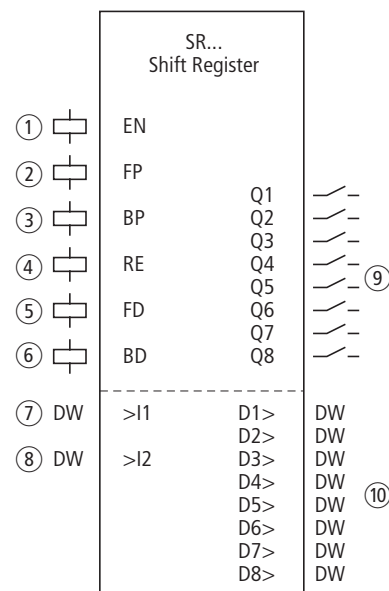 SR...
Shift Register
① EN
② FP
Q1
③ BP Q2
Q3
④ RE Q4
Q5 ⑨
⑤ FD Q6
Q7
⑥ BD Q8
⑦ DW >I1 D1> DW
D2> DW
⑧ DW >I2 D3> DW
D4> DW
D5> DW ⑩
D6> DW
D7> DW
D8> DW